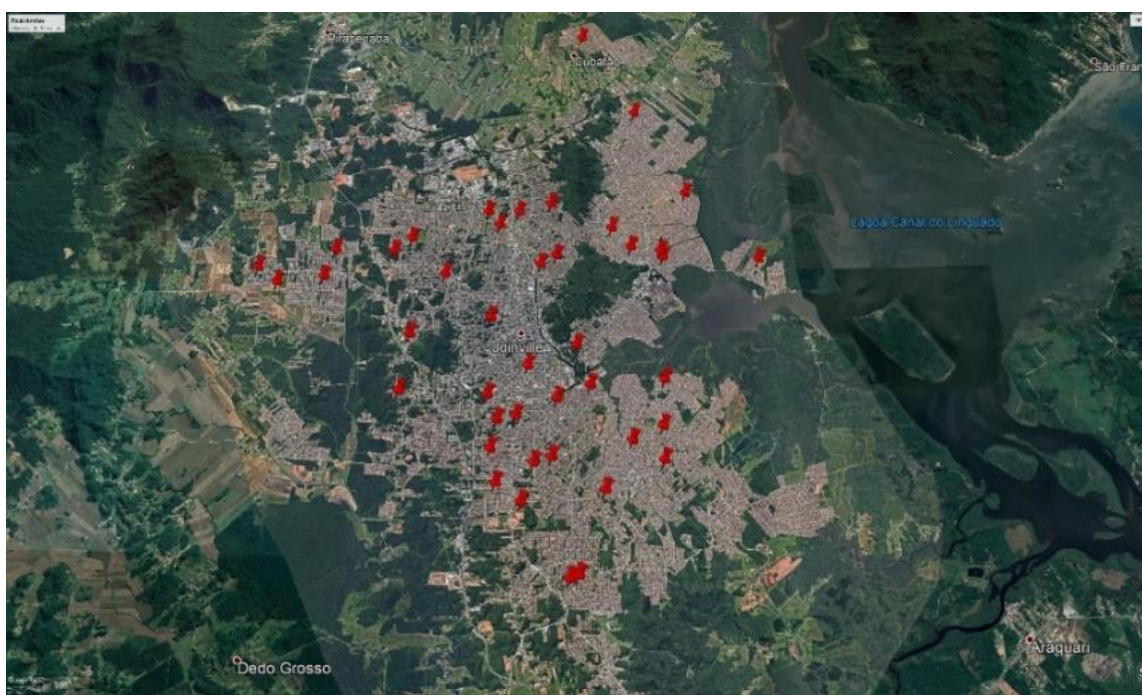 Pirabeiraba
Cubatão
São Fran
Lagoa Canal do Linguado
Joinville
Dedo Grosso
Araquari